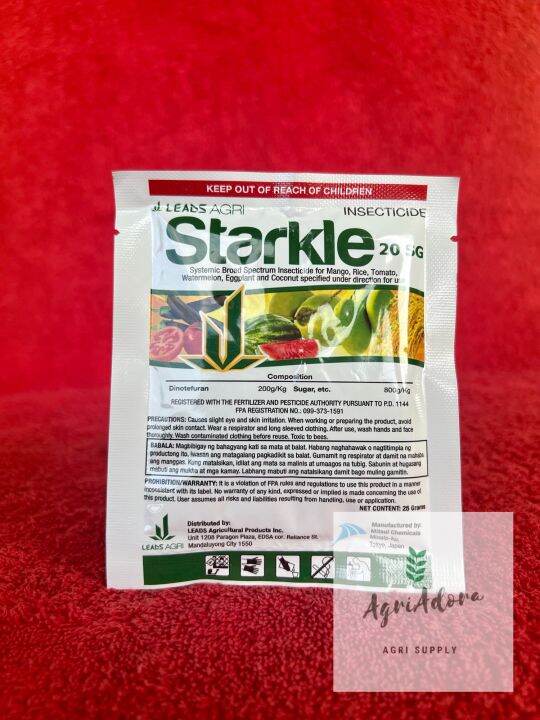 KEEP OUT OF REACH OF CHILDREN
LEADS AGRI
INSECTICIDE
Starkle 20 SG
Systemic Broad Spectrum Insecticide for Mango, Rice, Tomato,
Watermelon, Eggplant and Coconut specified under direction for use
Composition
Dinotefuran 200g/Kg Sugar, etc. 800g/Kg
REGISTERED WITH THE FERTILIZER AND PESTICIDE AUTHORITY PURSUANT TO P.D. 1144
FPA REGISTRATION NO.: 099-373-1591
PRECAUTIONS: Causes slight eye and skin irritation. When working or preparing the product, avoid
prolonged skin contact. Wear a respirator and long sleeved clothing. After use, wash hands and face
thoroughly. Wash contaminated clothing before reuse. Toxic to bees.
BABALA: Magbibigay ng bahagyang kati sa mata at balat. Habang naghahawak o nagtitimpla ng
produktong ito, iwasan ang matagalang pagkadikit sa balat. Gumamit ng respirator at damit na mahaba
ang manggas. Kung matalsikan, idilat ang mata sa malinis at umaagos na tubig. Sabunin at hugasang
mabuti ang mukha at mga kamay. Labhang mabuti ang natalsikang damit bago muling gamitin.
PROHIBITION/WARRANTY: It is a violation of FPA rules and regulations to use this product in a manner
inconsistent with its label. No warranty of any kind, expressed or implied is made concerning the use of
this product. User assumes all risks and liabilities resulting from handling, use or application.
NET CONTENT: 25 Grams
LEADS AGRI
Distributed by:
LEADS Agricultural Products Inc.
Unit 1208 Paragon Plaza, EDSA cor. Reliance St.
Mandaluyong City 1550
Manufactured by:
Mitsui Chemicals
Tokyo, Japan
AgriAdora
AGRI SUPPLY